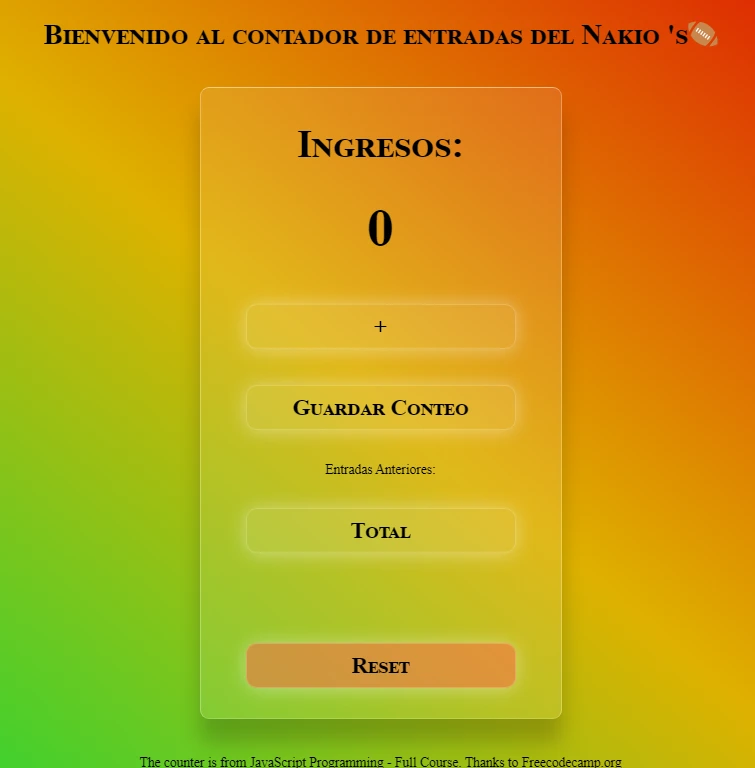 Bienvenido al contador de entradas del Nakio 's🏈
Ingresos:
0
+
Guardar Conteo
Entradas Anteriores:
Total
Reset
The counter is from JavaScript Programming - Full Course. Thanks to Freecodecamp.org